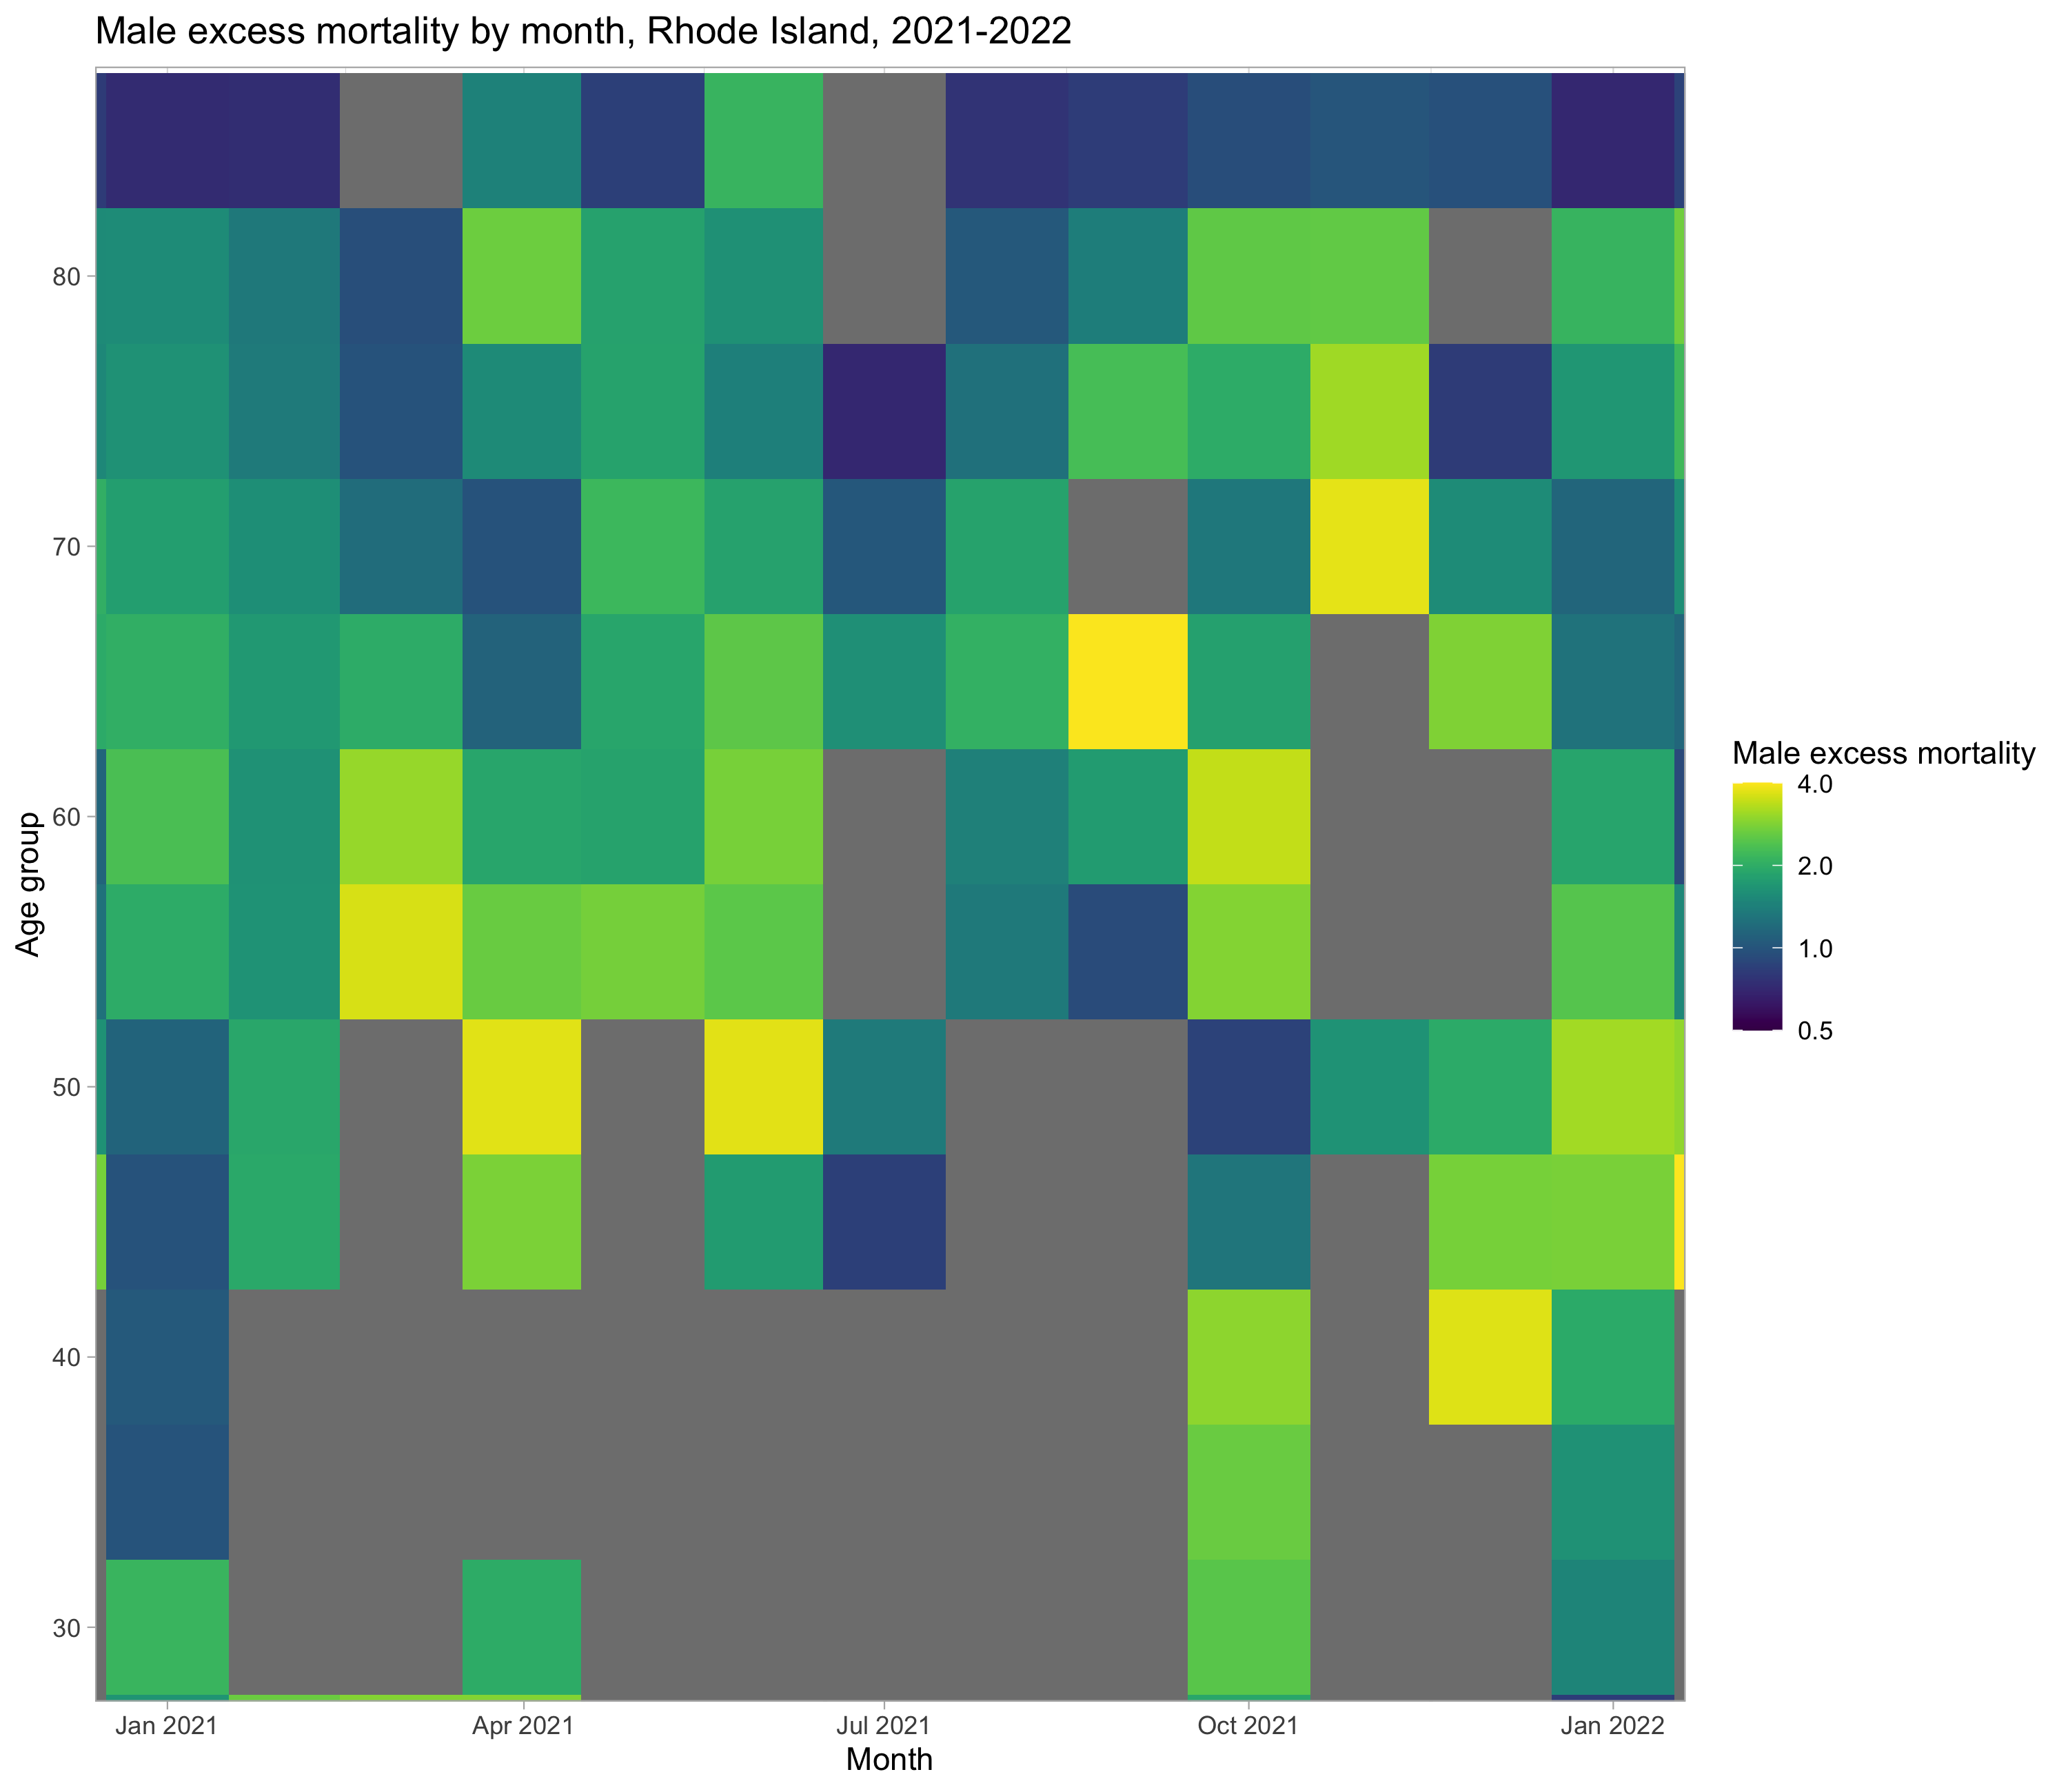 Male excess mortality by month, Rhode Island, 2021-2022
80
70
60
50
40
30
Age group
Jan 2021
Apr 2021
Jul 2021
Oct 2021
Jan 2022
Month
Male excess mortality
4.0
2.0
1.0
0.5